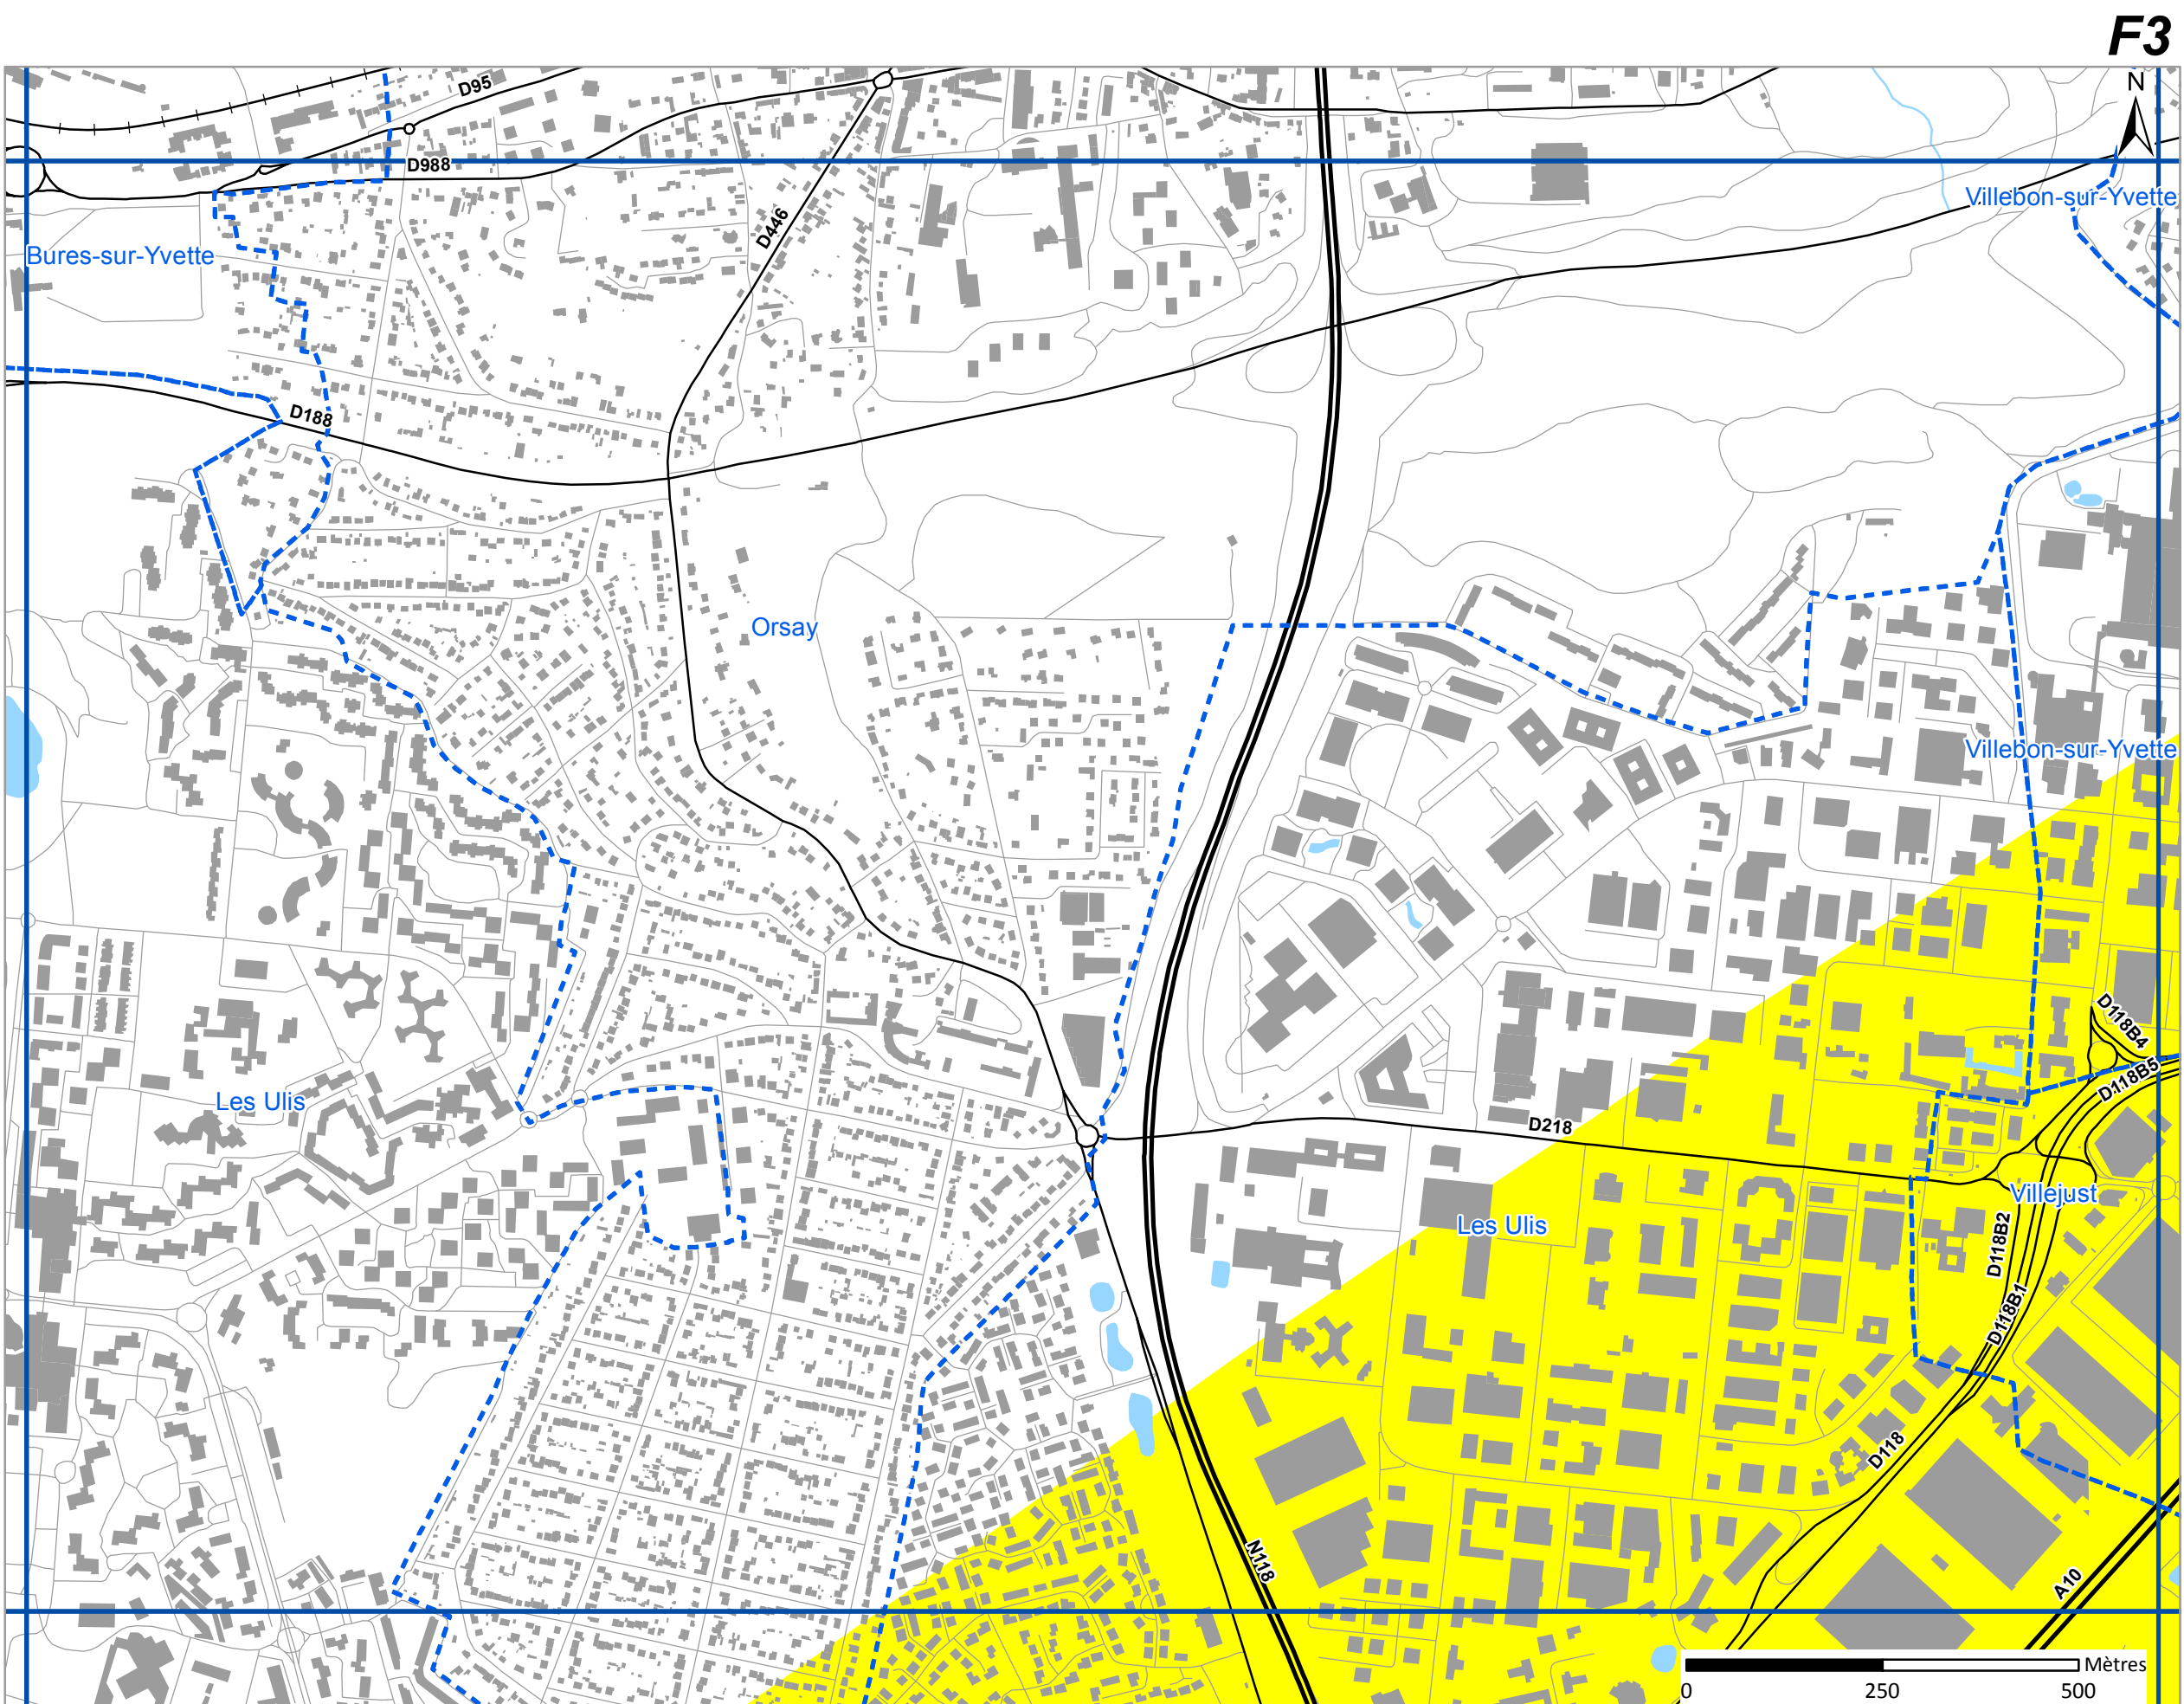 F3
N
D95
D988
Villebon-sur-Yvette
D446
Bures-sur-Yvette
D188
Orsay
Villebon-sur-Yvette
D118B4
D118B5
Les Ulis
D218
Villejust
Les Ulis
D118B2
D118B1
D118
N118
A10
Mètres
0 250 500